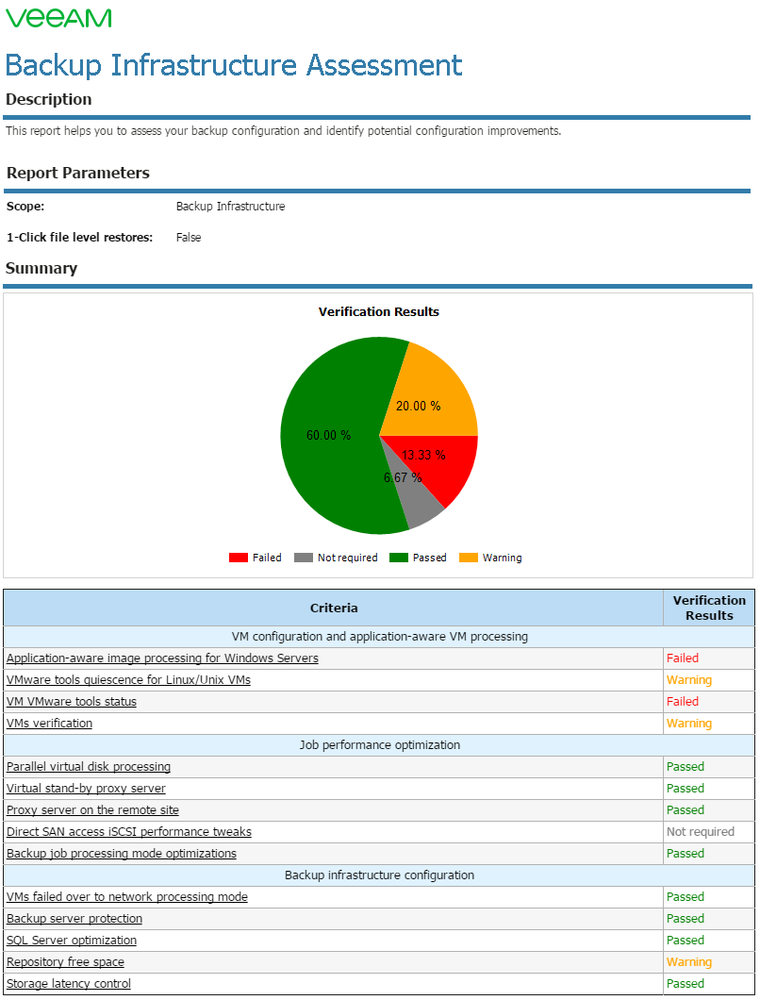 veeam
Backup Infrastructure Assessment
Description
This report helps you to assess your backup configuration and identify potential configuration improvements.
Report Parameters
Scope: Backup Infrastructure
1-Click file level restores: False
Summary
Verification Results
20.00 %
60.00 %
13.33 %
6.67 %
Failed Not required Passed Warning
Criteria Verification Results
VM configuration and application-aware VM processing
Application-aware image processing for Windows Servers Failed
VMware tools quiescence for Linux/Unix VMs Warning
VM VMware tools status Failed
VMs verification Warning
Job performance optimization
Parallel virtual disk processing Passed
Virtual stand-by proxy server Passed
Proxy server on the remote site Passed
Direct SAN access iSCSI performance tweaks Not required
Backup job processing mode optimizations Passed
Backup infrastructure configuration
VMs failed over to network processing mode Passed
Backup server protection Passed
SQL Server optimization Passed
Repository free space Warning
Storage latency control Passed